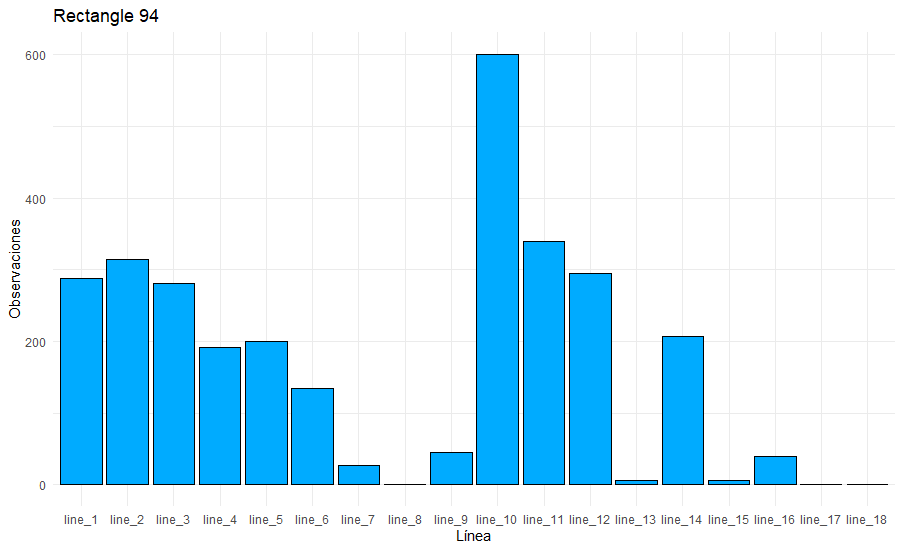 Rectangle 94
Observaciones
600
400
200
0
line_1 line_2 line_3 line_4 line_5 line_6 line_7 line_8 line_9 line_10 line_11 line_12 line_13 line_14 line_15 line_16 line_17 line_18
Línea